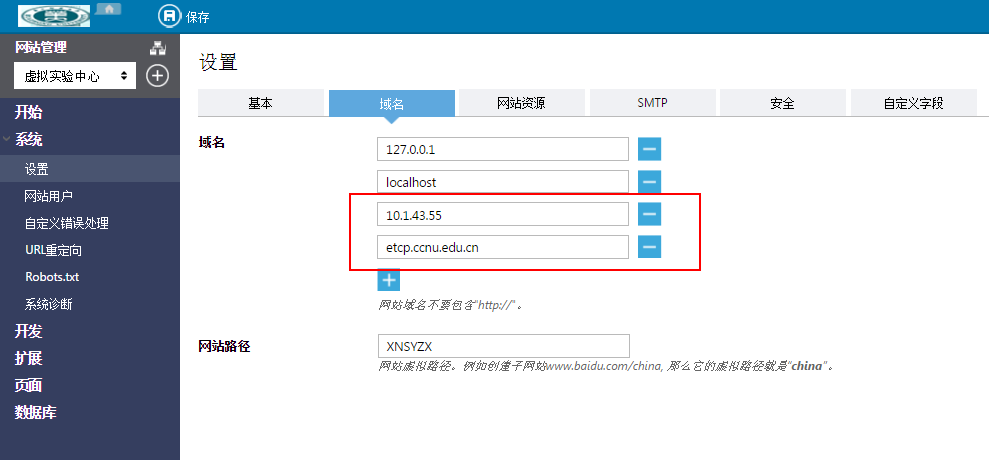 保存
网站管理
虚拟实验中心
开始
系统
设置
网站用户
自定义错误处理
URL重定向
Robots.txt
系统诊断
开发
扩展
页面
数据库
设置
基本 域名 网站资源 SMTP 安全 自定义字段
域名
127.0.0.1
localhost
10.1.43.55
etcp.ccnu.edu.cn
网站域名不要包含"http://"。
网站路径 XNSYZX
网站虚拟路径。例如创建子网站www.baidu.com/china, 那么它的虚拟路径就是"china"。